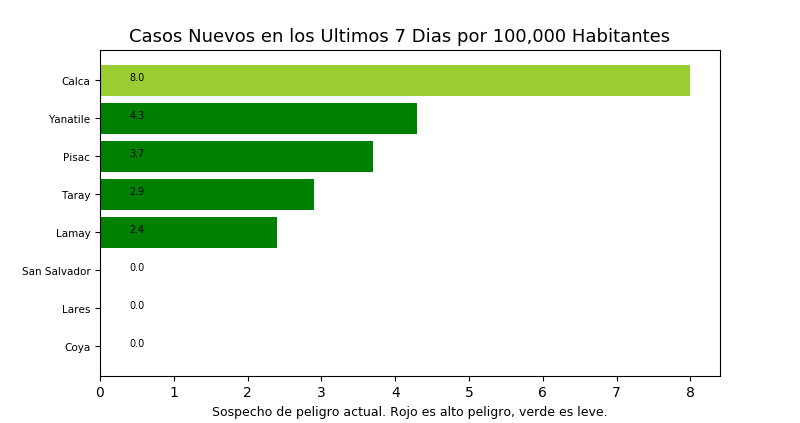 Casos Nuevos en los Ultimos 7 Dias por 100,000 Habitantes
Calca 8.0
Yanatile 4.3
Pisac 3.7
Taray 2.9
Lamay 2.4
San Salvador 0.0
Lares 0.0
Coya 0.0
0 1 2 3 4 5 6 7 8
Sospecho de peligro actual. Rojo es alto peligro, verde es leve.